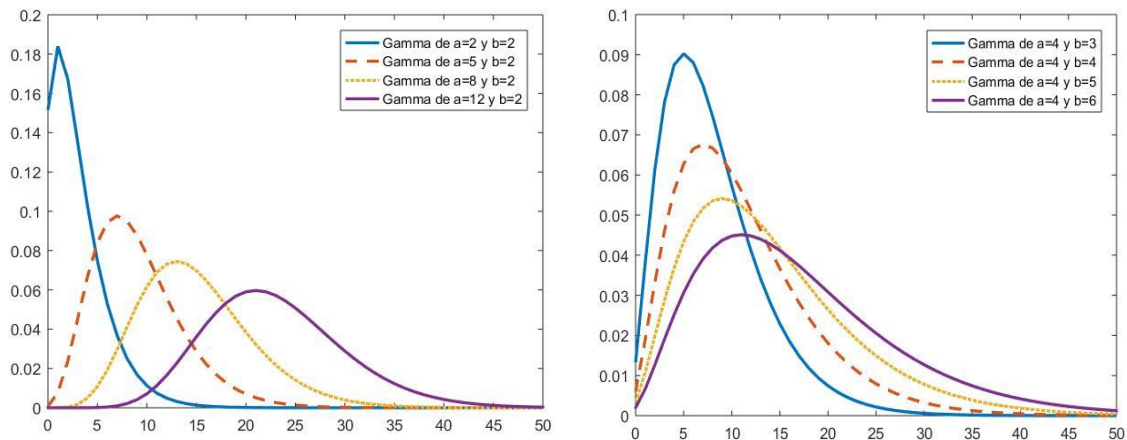 0.2
0.18
0.16
0.14
0.12
0.1
0.08
0.06
0.04
0.02
0
0 5 10 15 20 25 30 35 40 45 50
Gamma de a=2 y b=2
Gamma de a=5 y b=2
Gamma de a=8 y b=2
Gamma de a=12 y b=2
0.1
0.09
0.08
0.07
0.06
0.05
0.04
0.03
0.02
0.01
0
0 5 10 15 20 25 30 35 40 45 50
Gamma de a=4 y b=3
Gamma de a=4 y b=4
Gamma de a=4 y b=5
Gamma de a=4 y b=6